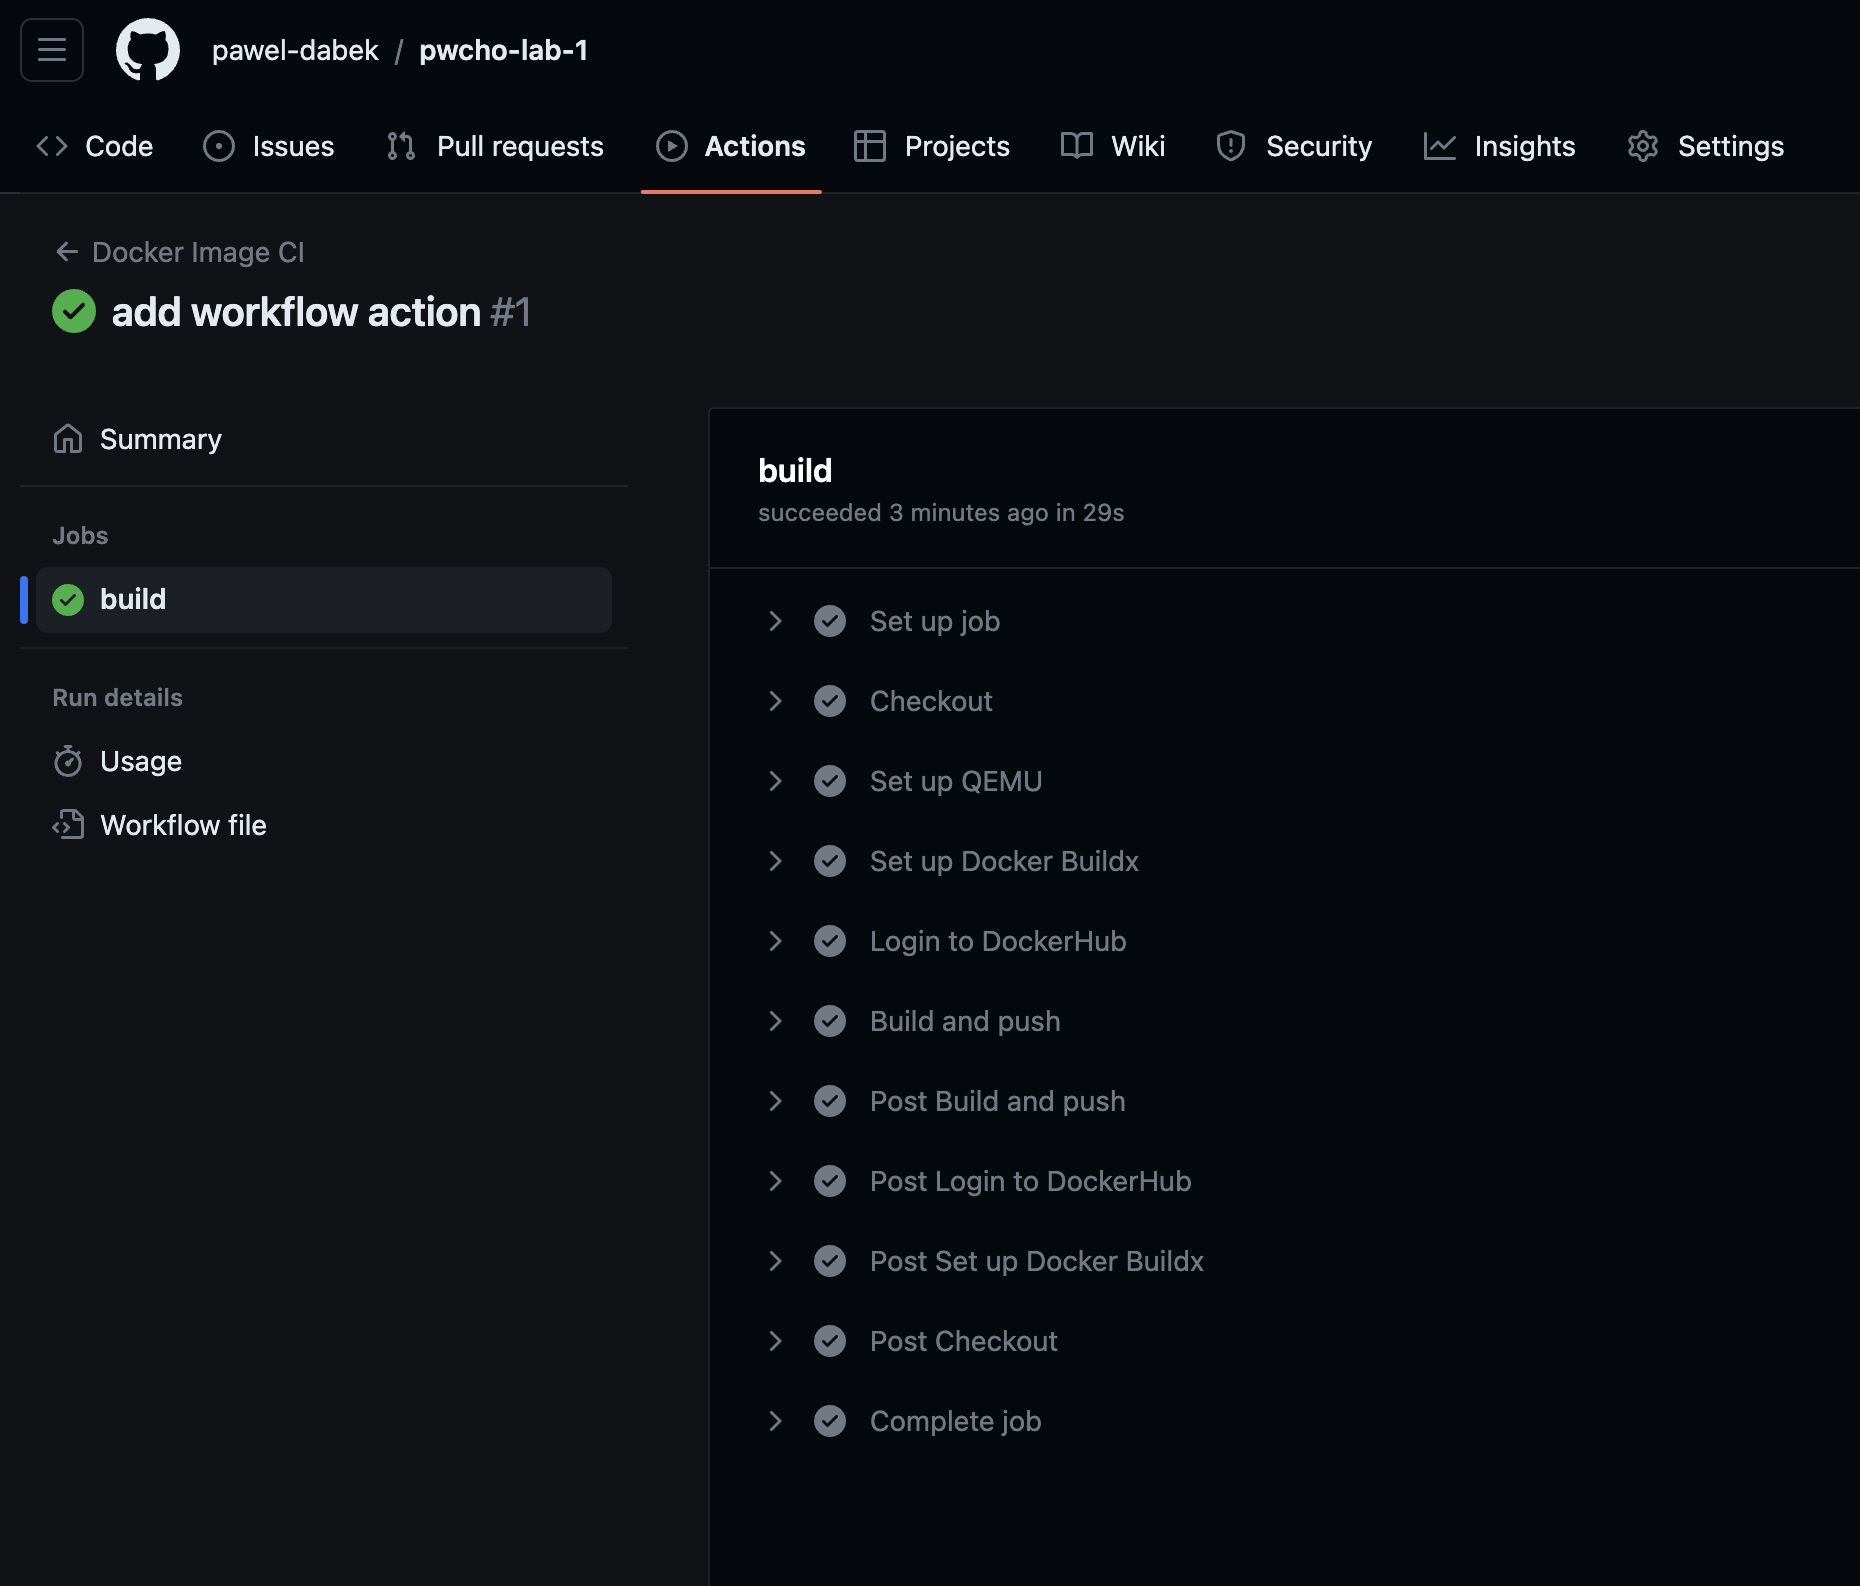 pawel-dabek / pwcho-lab-1
Code Issues Pull requests Actions Projects Wiki Security Insights Settings
← Docker Image CI
add workflow action #1
Summary
Jobs
build
Run details
Usage
Workflow file
build
succeeded 3 minutes ago in 29s
Set up job
Checkout
Set up QEMU
Set up Docker Buildx
Login to DockerHub
Build and push
Post Build and push
Post Login to DockerHub
Post Set up Docker Buildx
Post Checkout
Complete job